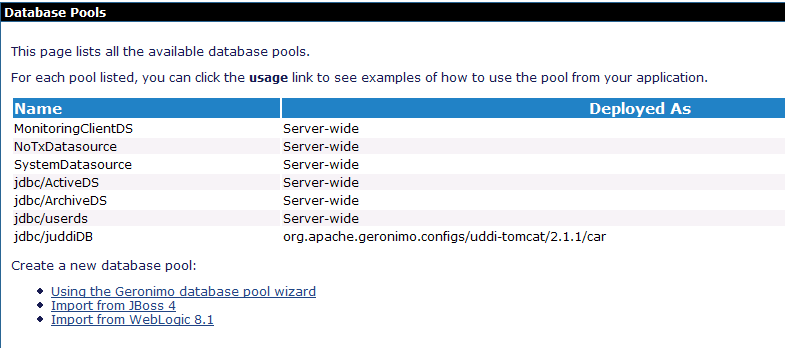 Database Pools
This page lists all the available database pools.
For each pool listed, you can click the usage link to see examples of how to use the pool from your application.
Name Deployed As
MonitoringClientDS Server-wide
NoTxDatasource Server-wide
SystemDatasource Server-wide
jdbc/ActiveDS Server-wide
jdbc/ArchiveDS Server-wide
jdbc/userds Server-wide
jdbc/juddiDB org.apache.geronimo.configs/uddi-tomcat/2.1.1/car
Create a new database pool:
Using the Geronimo database pool wizard
Import from JBoss 4
Import from WebLogic 8.1